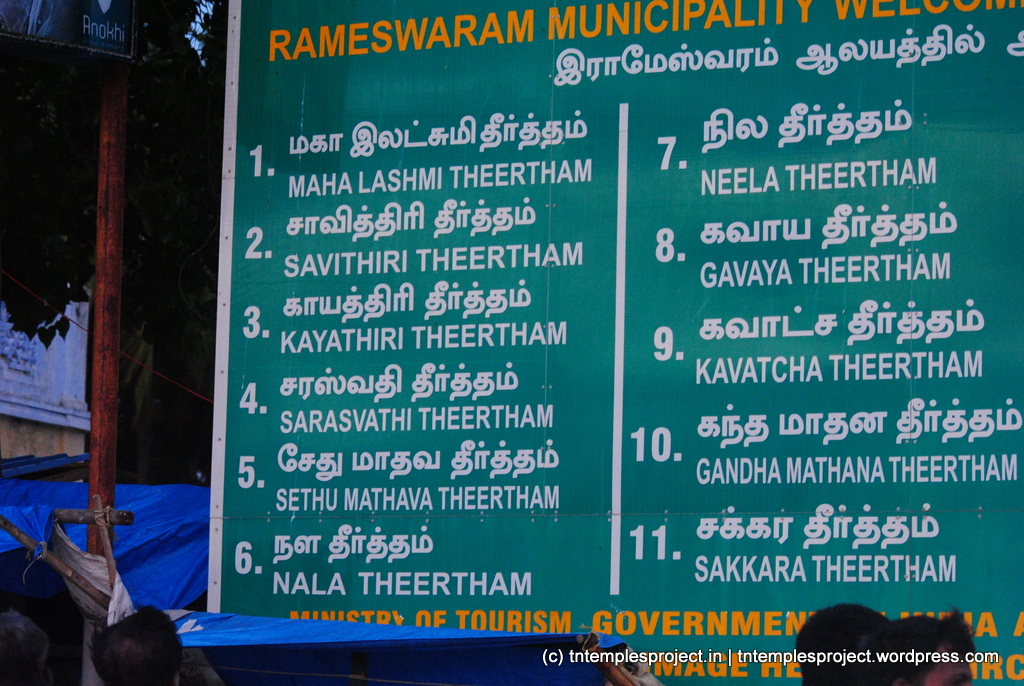 Anokhi
RAMESWARAM MUNICIPALITY
இராமேஸ்வரம் ஆலயத்தில்
1. மகா இலட்சுமி தீர்த்தம்
MAHA LASHMI THEERTHAM
2. சாவித்திரி தீர்த்தம்
SAVITHIRI THEERTHAM
3. காயத்திரி தீர்த்தம்
KAYATHIRI THEERTHAM
4. சரஸ்வதி தீர்த்தம்
SARASVATHI THEERTHAM
5. சேது மாதவ தீர்த்தம்
SETHU MATHAVA THEERTHAM
6. நள தீர்த்தம்
NALA THEERTHAM
7. நில தீர்த்தம்
NEELA THEERTHAM
8. கவாய தீர்த்தம்
GAVAYA THEERTHAM
9. கவாட்ச தீர்த்தம்
KAVATCHA THEERTHAM
10. கந்த மாதன தீர்த்தம்
GANDHA MATHANA THEERTHAM
11. சக்கர தீர்த்தம்
SAKKARA THEERTHAM
MINISTRY OF TOURISM, GOVERNMENT
(c) tntemplesproject.in | tntemplesproject.wordpress.com